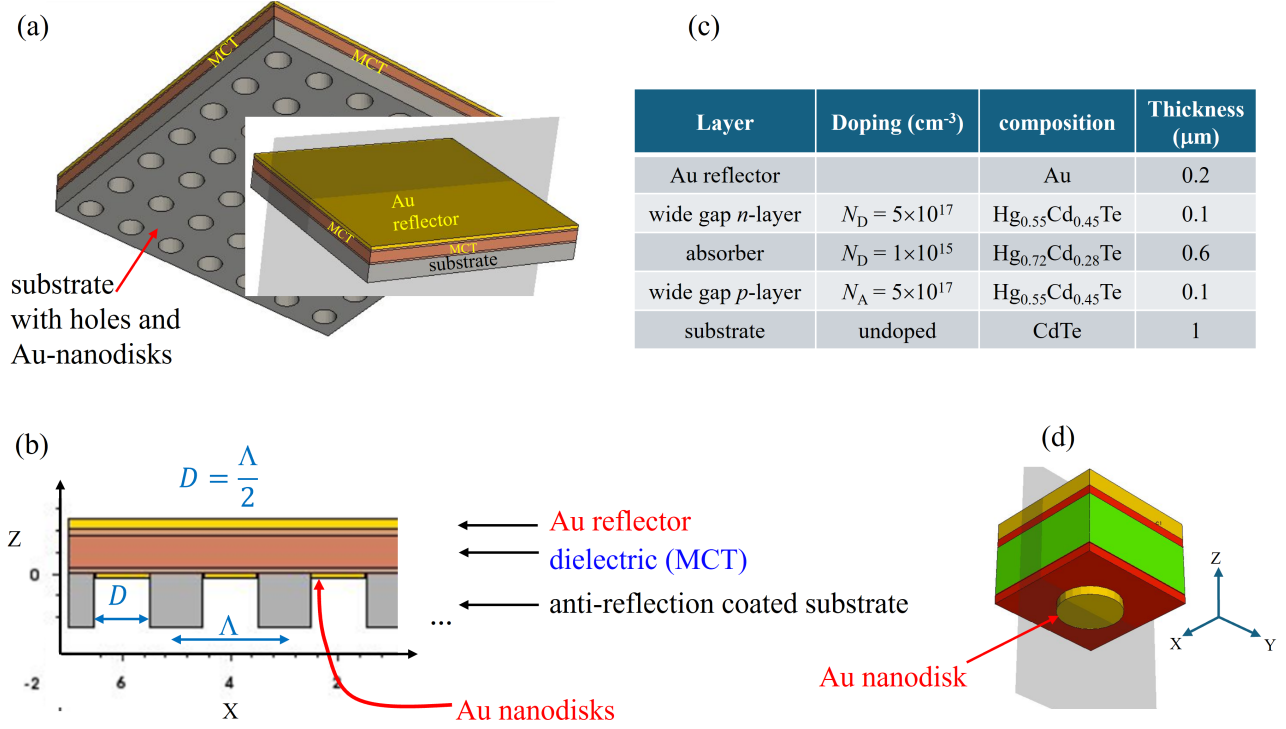 (a)
MCT
MCT
Au
reflector
MCT
MCT
substrate
substrate
with holes and
Au-nanodisks
(c)
Layer Doping (cm⁻³) composition Thickness (μm)
Au reflector Au 0.2
wide gap n-layer N_D = 5×10¹⁷ Hg₀.₅₅Cd₀.₄₅Te 0.1
absorber N_D = 1×10¹⁵ Hg₀.₇₂Cd₀.₂₈Te 0.6
wide gap p-layer N_A = 5×10¹⁷ Hg₀.₅₅Cd₀.₄₅Te 0.1
substrate undoped CdTe 1
(b)
D = Λ/2
Z
0
Au reflector
dielectric (MCT)
anti-reflection coated substrate
D
Λ
...
-2 6 4 2
X
Au nanodisks
(d)
Au nanodisk
Z
X
Y